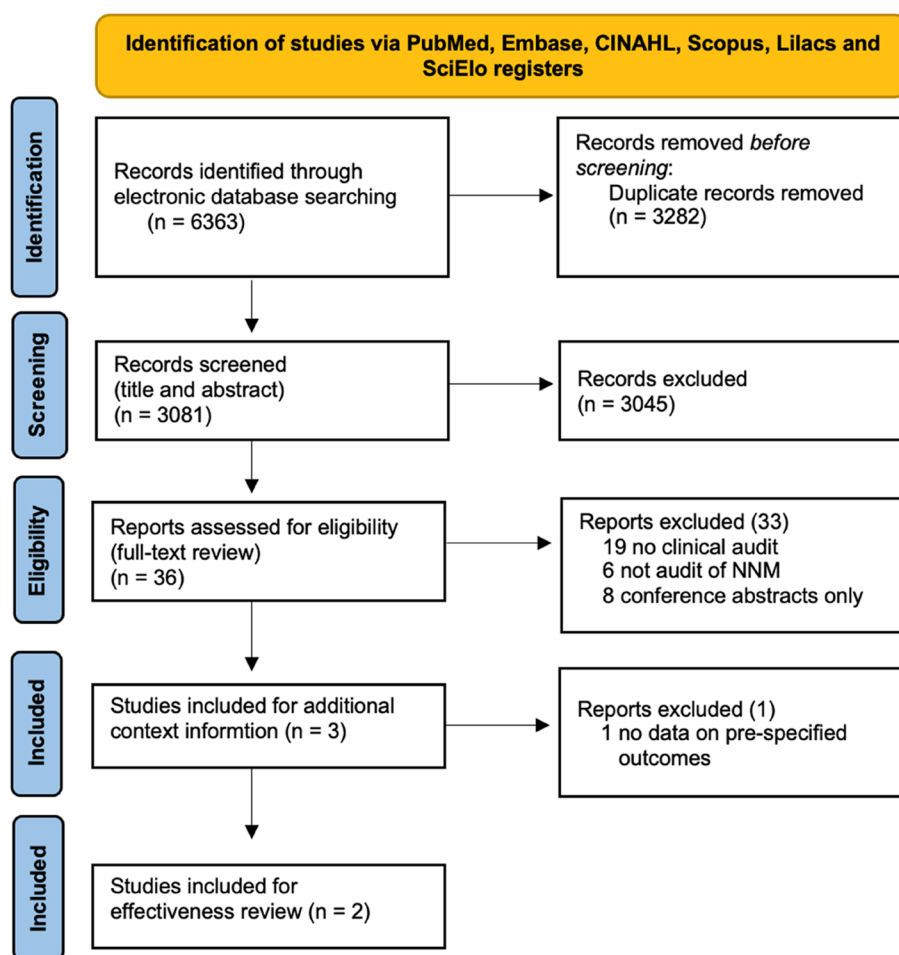 Identification of studies via PubMed, Embase, CINAHL, Scopus, Lilacs and
SciElo registers
Identification
Records identified through
electronic database searching
(n = 6363)
Records removed before
screening:
Duplicate records removed
(n = 3282)
Screening
Records screened
(title and abstract)
(n = 3081)
Records excluded
(n = 3045)
Eligibility
Reports assessed for eligibility
(full-text review)
(n = 36)
Reports excluded (33)
19 no clinical audit
6 not audit of NNM
8 conference abstracts only
Included
Studies included for additional
context informtion (n = 3)
Reports excluded (1)
1 no data on pre-specified
outcomes
Included
Studies included for
effectiveness review (n = 2)